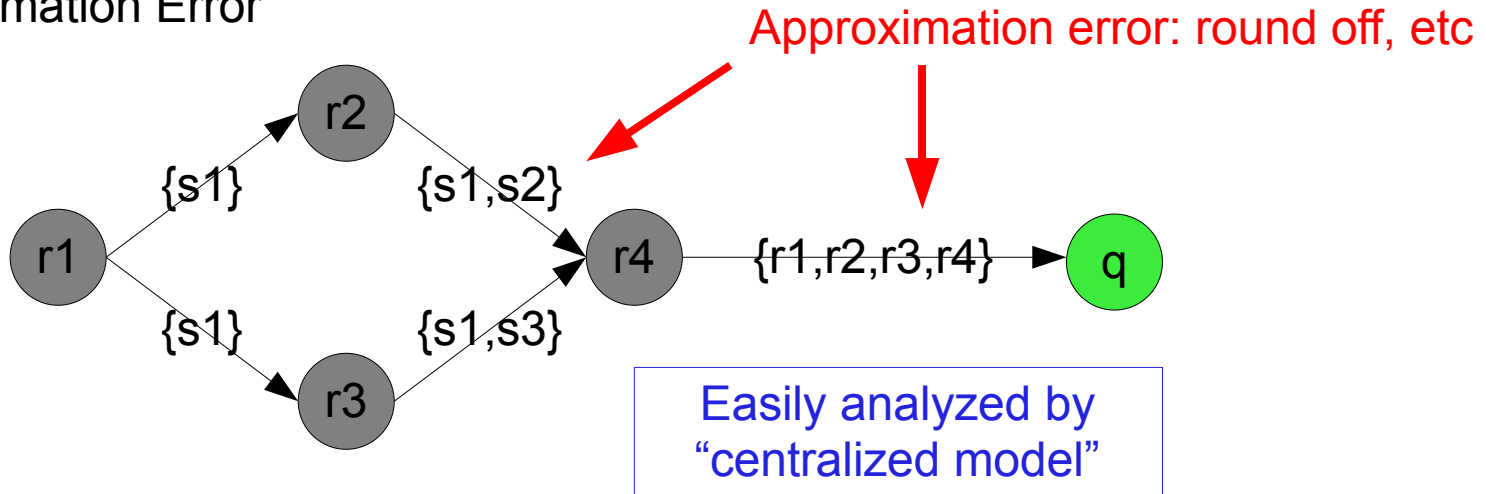 mation Error
Approximation error: round off, etc
r2
{s1}
{s1,s2}
r1
r4
{r1,r2,r3,r4}
q
{s1}
{s1,s3}
r3
Easily analyzed by
“centralized model”